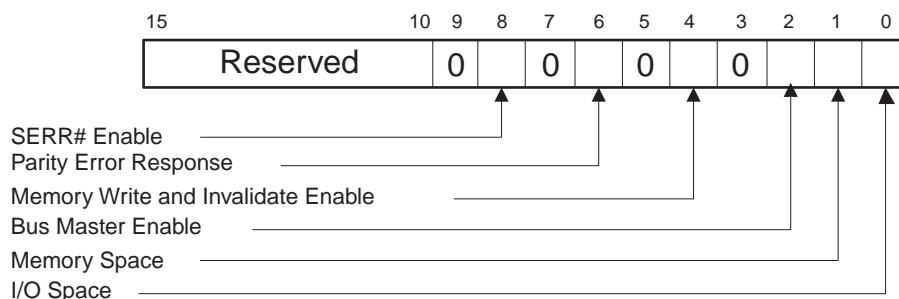 15 10 9 8 7 6 5 4 3 2 1 0
Reserved 0 0 0 0
SERR# Enable
Parity Error Response
Memory Write and Invalidate Enable
Bus Master Enable
Memory Space
I/O Space